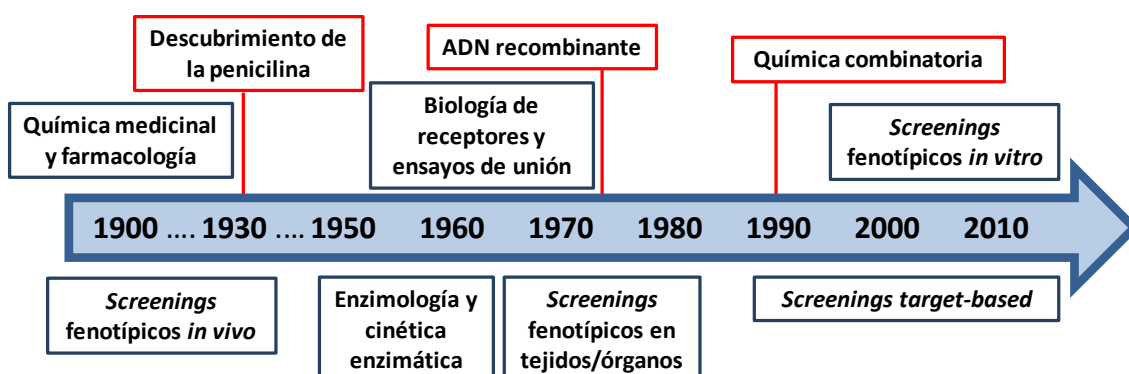 Descubrimiento de
la penicilina
ADN recombinante
Química combinatoria
Química medicinal
y farmacología
Biología de
receptores y
ensayos de unión
Screenings
fenotípicos in vitro
1900 .... 1930 .... 1950 1960 1970 1980 1990 2000 2010
Screenings
fenotípicos in vivo
Enzimología y
cinética
enzimática
Screenings
fenotípicos en
tejidos/órganos
Screenings target-based